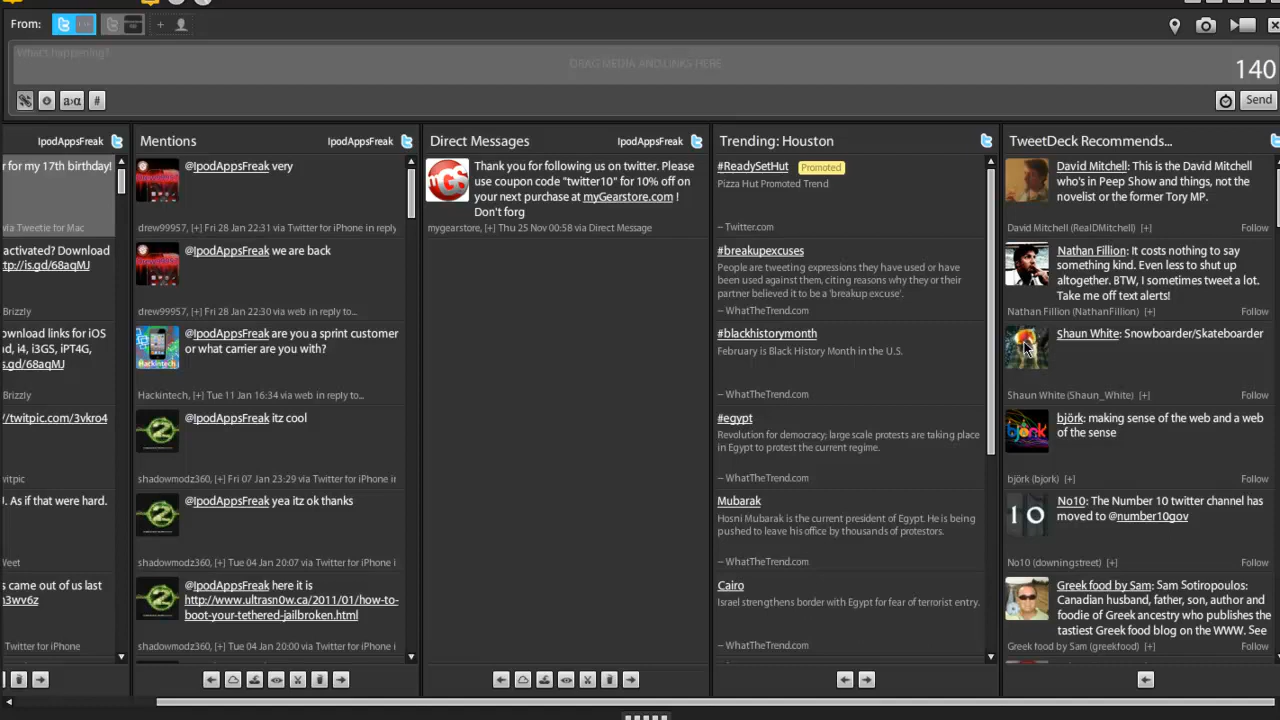 From:
What's happening?
DRAG MEDIA AND LINKS HERE
140
a›α
#
Send
IpodAppsFreak
r for my 17th birthday!
via Tweetie for Mac
activated? Download
tp://is.gd/68aqMJ
Brizzly
ownload links for iOS
d, i4, i3GS, iPT4G,
s.gd/68aqMJ
Brizzly
//twitpic.com/3vkro4
witpic
J. As if that were hard.
Weet
s came out of us last
n3wv6z
Twitter for iPhone
Mentions
IpodAppsFreak
@IpodAppsFreak very
drew99957, [+] Fri 28 Jan 22:31 via Twitter for iPhone in reply
@IpodAppsFreak we are back
drew99957, [+] Fri 28 Jan 22:30 via web in reply to...
@IpodAppsFreak are you a sprint customer
or what carrier are you with?
Hackintech
Hackintech, [+] Tue 11 Jan 16:34 via web in reply to...
@IpodAppsFreak itz cool
shadowmodz360, [+] Fri 07 Jan 23:29 via Twitter for iPhone in
@IpodAppsFreak yea itz ok thanks
shadowmodz360, [+] Tue 04 Jan 20:07 via Twitter for iPhone i
@IpodAppsFreak here it is
http://www.ultrasn0w.ca/2011/01/how-to-
boot-your-tethered-jailbroken.html
shadowmodz360, [+] Tue 04 Jan 20:00 via Twitter for iPhone i
Direct Messages
IpodAppsFreak
Thank you for following us on twitter. Please
use coupon code "twitter10" for 10% off on
your next purchase at myGearstore.com !
Don't forg
mygearstore, [+] Thu 25 Nov 00:58 via Direct Message
Trending: Houston
#ReadySetHut Promoted
Pizza Hut Promoted Trend
-- Twitter.com
#breakupexcuses
People are tweeting expressions they have used or have
been used against them, citing reasons why they or their
partner believed it to be a 'breakup excuse'.
-- WhatTheTrend.com
#blackhistorymonth
February is Black History Month in the U.S.
-- WhatTheTrend.com
#egypt
Revolution for democracy; large scale protests are taking place
in Egypt to protest the current regime.
-- WhatTheTrend.com
Mubarak
Hosni Mubarak is the current president of Egypt. He is being
pushed to leave his office by thousands of protestors.
-- WhatTheTrend.com
Cairo
Israel strengthens border with Egypt for fear of terrorist entry.
-- WhatTheTrend.com
TweetDeck Recommends...
David Mitchell: This is the David Mitchell
who's in Peep Show and things, not the
novelist or the former Tory MP.
David Mitchell (RealDMitchell) [+] Follow
Nathan Fillion: It costs nothing to say
something kind. Even less to shut up
altogether. BTW, I sometimes tweet a lot.
Take me off text alerts!
Nathan Fillion (NathanFillion) [+] Follow
Shaun White: Snowboarder/Skateboarder
Shaun White (Shaun_White) [+] Follow
björk: making sense of the web and a web
of the sense
bjork
björk (bjork) [+] Follow
No10: The Number 10 twitter channel has
moved to @number10gov
10
No10 (downingstreet) [+] Follow
Greek food by Sam: Sam Sotiropoulos:
Canadian husband, father, son, author and
foodie of Greek ancestry who publishes the
tastiest Greek food blog on the WWW. See
Greek food by Sam (greekfood) [+] Follow